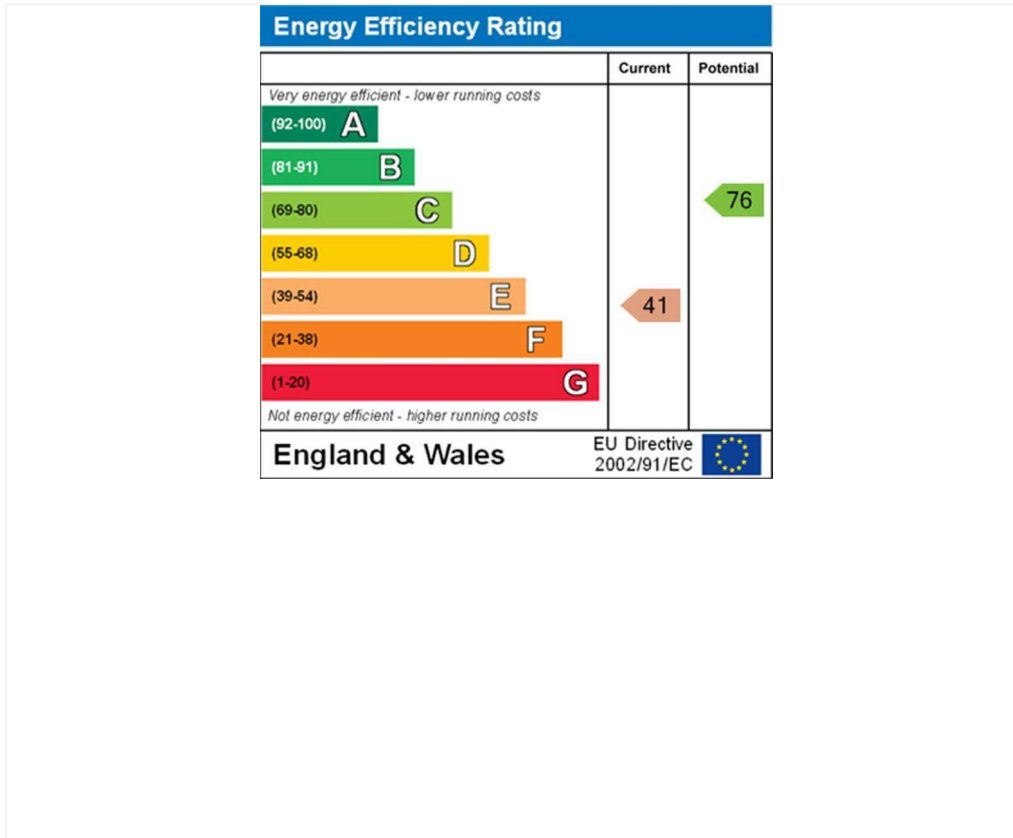 Energy Efficiency Rating
Current Potential
Very energy efficient - lower running costs
(92-100) A
(81-91) B
(69-80) C
76
(55-68) D
(39-54) E
41
(21-38) F
(1-20) G
Not energy efficient - higher running costs
England & Wales
EU Directive
2002/91/EC